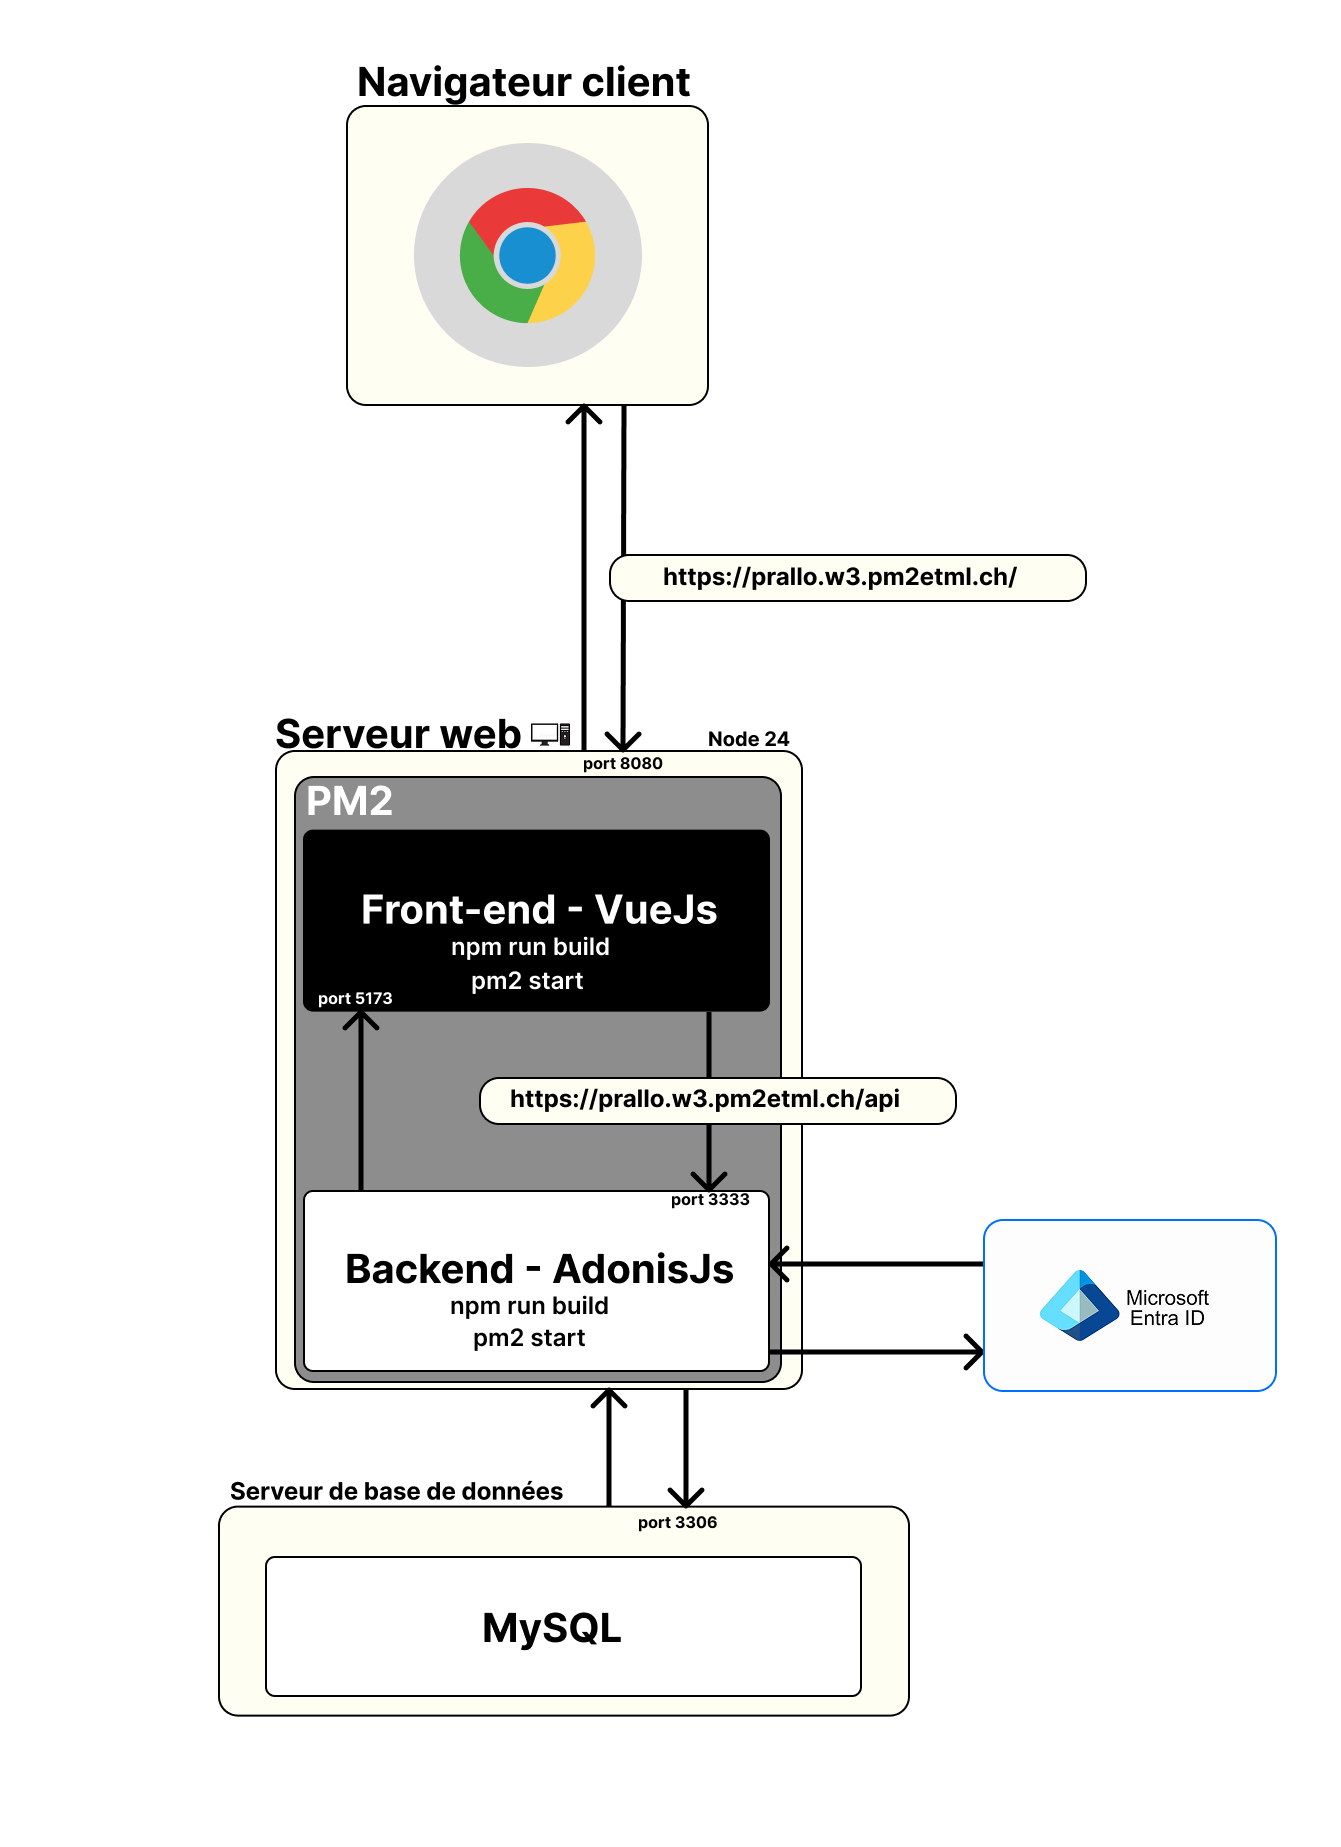 Navigateur client
https://prallo.w3.pm2etml.ch/
Serveur web
Node 24
port 8080
PM2
Front-end - VueJs
npm run build
pm2 start
port 5173
https://prallo.w3.pm2etml.ch/api
port 3333
Backend - AdonisJs
npm run build
pm2 start
Microsoft
Entra ID
Serveur de base de données
port 3306
MySQL